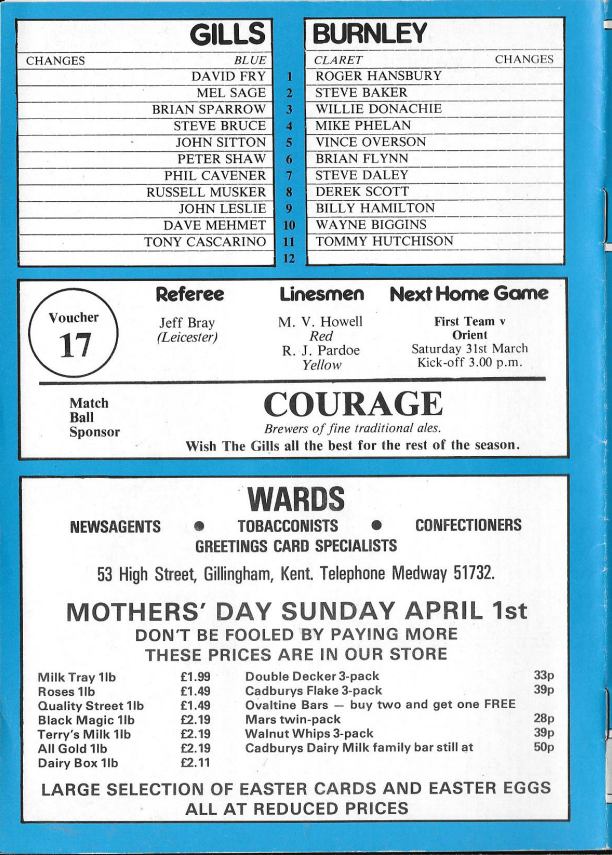 GILLS BURNLEY
CHANGES BLUE CLARET CHANGES
DAVID FRY 1 ROGER HANSBURY
MEL SAGE 2 STEVE BAKER
BRIAN SPARROW 3 WILLIE DONACHIE
STEVE BRUCE 4 MIKE PHELAN
JOHN SITTON 5 VINCE OVERSON
PETER SHAW 6 BRIAN FLYNN
PHIL CAVENER 7 STEVE DALEY
RUSSELL MUSKER 8 DEREK SCOTT
JOHN LESLIE 9 BILLY HAMILTON
DAVE MEHMET 10 WAYNE BIGGINS
TONY CASCARINO 11 TOMMY HUTCHISON
12
Voucher
17
Referee
Jeff Bray
(Leicester)
Linesmen
M. V. Howell
Red
R. J. Pardoe
Yellow
Next Home Game
First Team v
Orient
Saturday 31st March
Kick-off 3.00 p.m.
Match
Ball
Sponsor
COURAGE
Brewers of fine traditional ales.
Wish The Gills all the best for the rest of the season.
WARDS
NEWSAGENTS ● TOBACCONISTS ● CONFECTIONERS
GREETINGS CARD SPECIALISTS
53 High Street, Gillingham, Kent. Telephone Medway 51732.
MOTHERS' DAY SUNDAY APRIL 1st
DON'T BE FOOLED BY PAYING MORE
THESE PRICES ARE IN OUR STORE
Milk Tray 1lb £1.99
Roses 1lb £1.49
Quality Street 1lb £1.49
Black Magic 1lb £2.19
Terry's Milk 1lb £2.19
All Gold 1lb £2.19
Dairy Box 1lb £2.11
Double Decker 3-pack 33p
Cadburys Flake 3-pack 39p
Ovaltine Bars — buy two and get one FREE
Mars twin-pack 28p
Walnut Whips 3-pack 39p
Cadburys Dairy Milk family bar still at 50p
LARGE SELECTION OF EASTER CARDS AND EASTER EGGS
ALL AT REDUCED PRICES